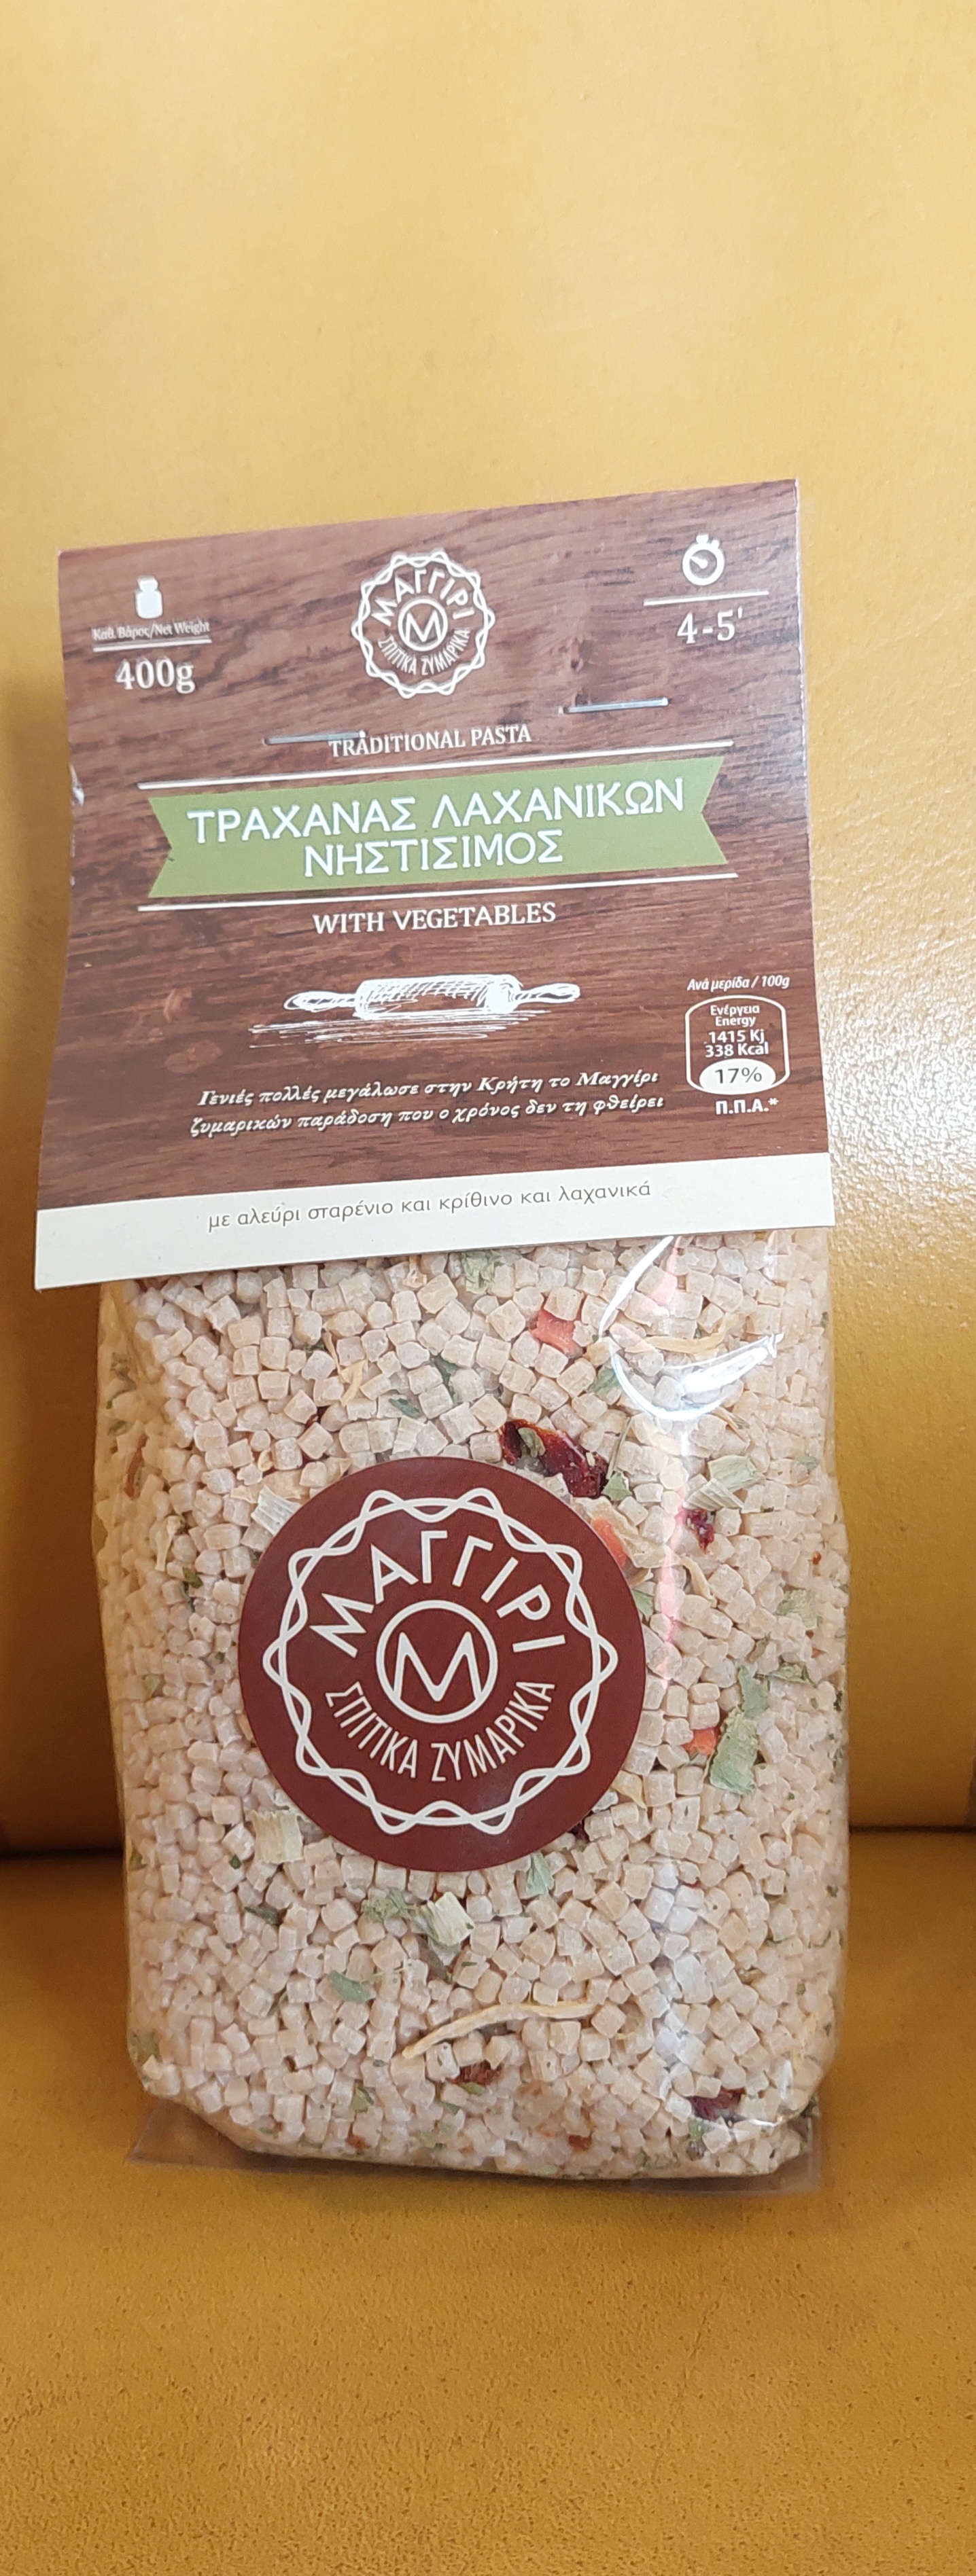 Καθ. Βάρος/Net Weight
400g
ΜΑΓΓΙΡΙ
Μ
ΣΠΙΤΙΚΑ ΖΥΜΑΡΙΚΑ
4-5'
TRADITIONAL PASTA
ΤΡΑΧΑΝΑΣ ΛΑΧΑΝΙΚΩΝ
ΝΗΣΤΙΣΙΜΟΣ
WITH VEGETABLES
Ανά μερίδα / 100g
Ενέργεια
Energy
1415 Kj
338 Kcal
17%
Π.Π.Α.*
Γενιές πολλές μεγάλωσε στην Κρήτη το Μαγγίρι
ζυμαρικών παράδοση που ο χρόνος δεν τη φθείρει
με αλεύρι σταρένιο και κρίθινο και λαχανικά
ΜΑΓΓΙΡΙ
Μ
ΣΠΙΤΙΚΑ ΖΥΜΑΡΙΚΑ